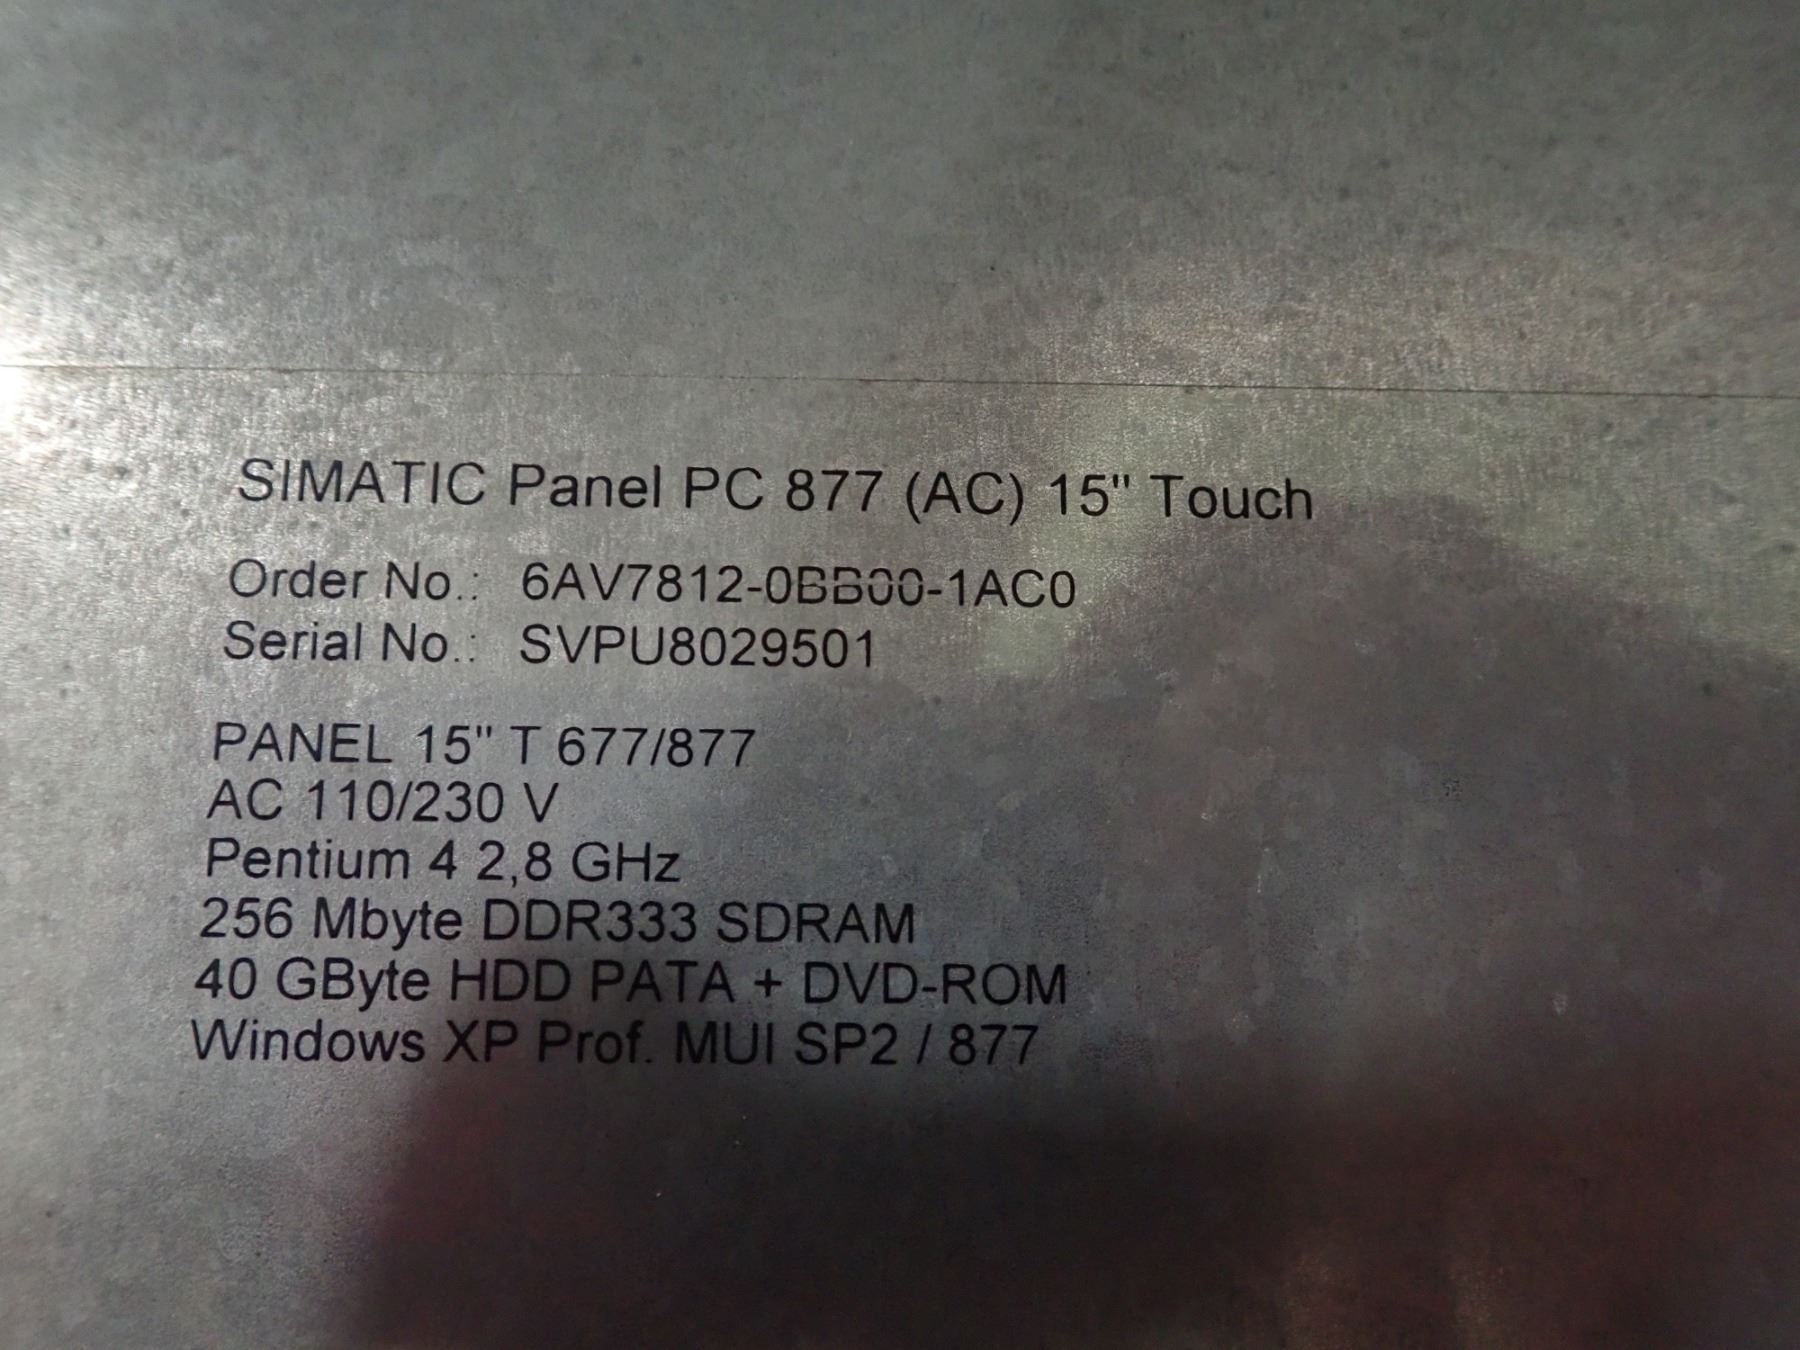 SIMATIC Panel PC 877 (AC) 15" Touch
Order No.: 6AV7812-0BB00-1AC0
Serial No.: SVPU8029501
PANEL 15" T 677/877
AC 110/230 V
Pentium 4 2,8 GHz
256 Mbyte DDR333 SDRAM
40 GByte HDD PATA + DVD-ROM
Windows XP Prof. MUI SP2 / 877